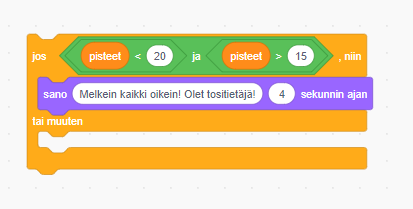 jos pisteet < 20 ja pisteet > 15 , niin
sano Melkein kaikki oikein! Olet tositietäjä! 4 sekunnin ajan
tai muuten